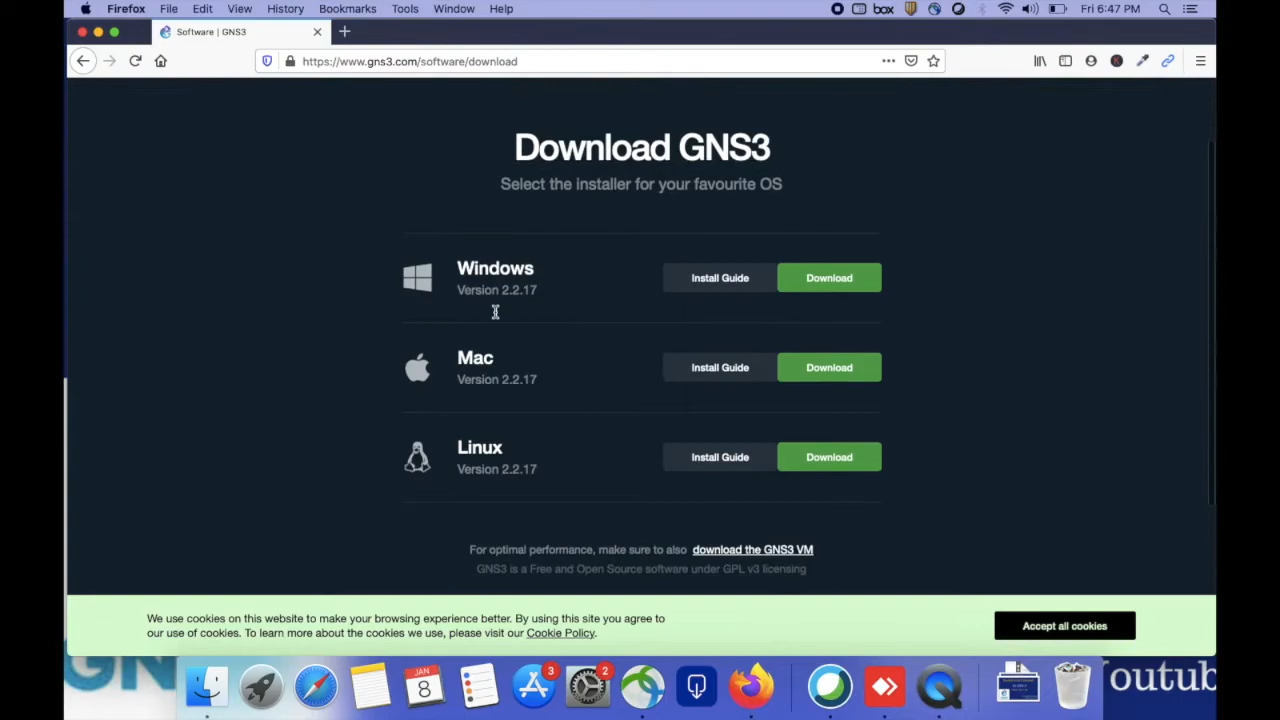 Firefox File Edit View History Bookmarks Tools Window Help box Fri 6:47 PM
Software | GNS3
https://www.gns3.com/software/download
Download GNS3
Select the installer for your favourite OS
Windows
Version 2.2.17
Install Guide
Download
Mac
Version 2.2.17
Install Guide
Download
Linux
Version 2.2.17
Install Guide
Download
For optimal performance, make sure to also download the GNS3 VM
GNS3 is a Free and Open Source software under GPL v3 licensing
We use cookies on this website to make your browsing experience better. By using this site you agree to
our use of cookies. To learn more about the cookies we use, please visit our Cookie Policy.
Accept all cookies
GN
JAN
8
3
2
Youtub